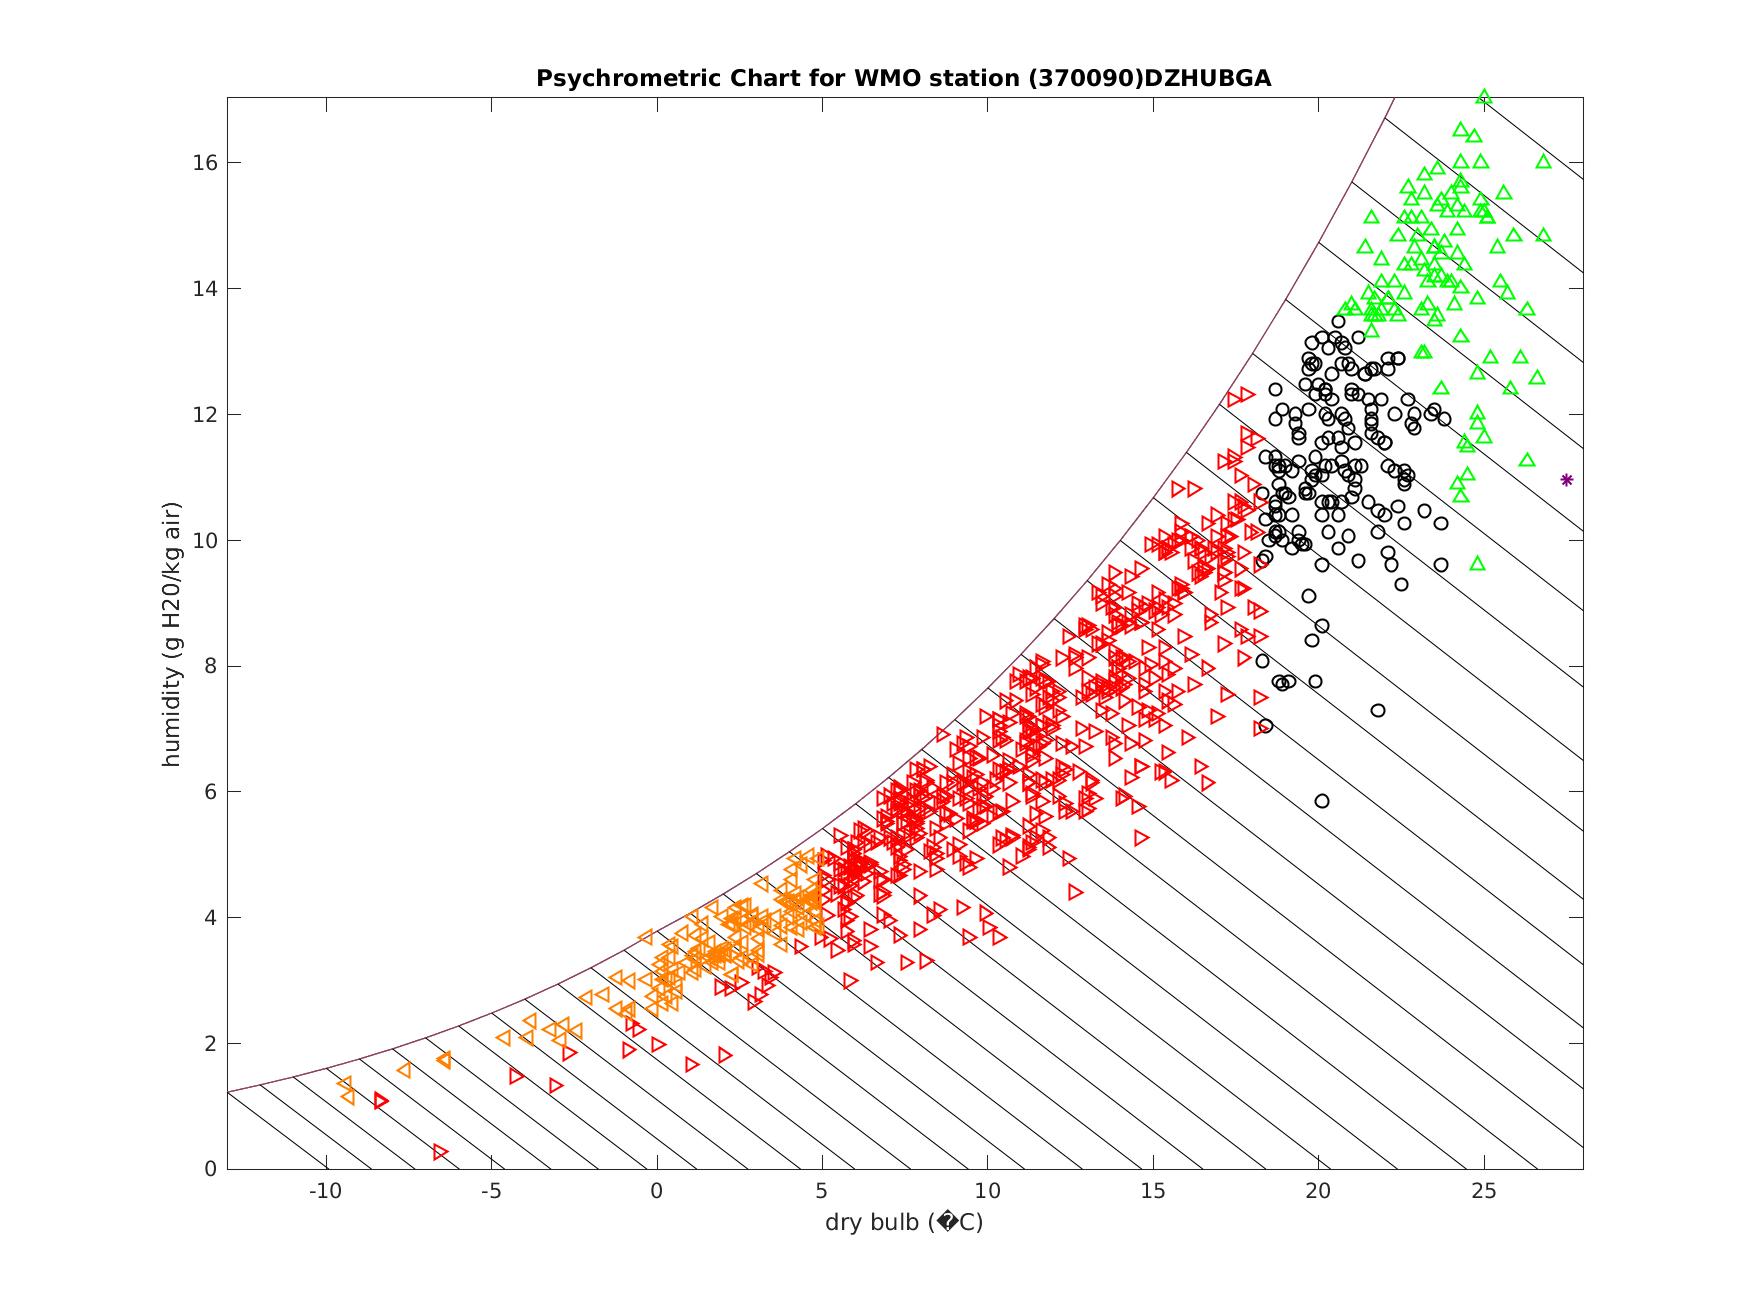 Psychrometric Chart for WMO station (370090)DZHUBGA
16
14
12
10
8
6
4
2
0
humidity (g H20/kg air)
-10 -5 0 5 10 15 20 25
dry bulb (�C)